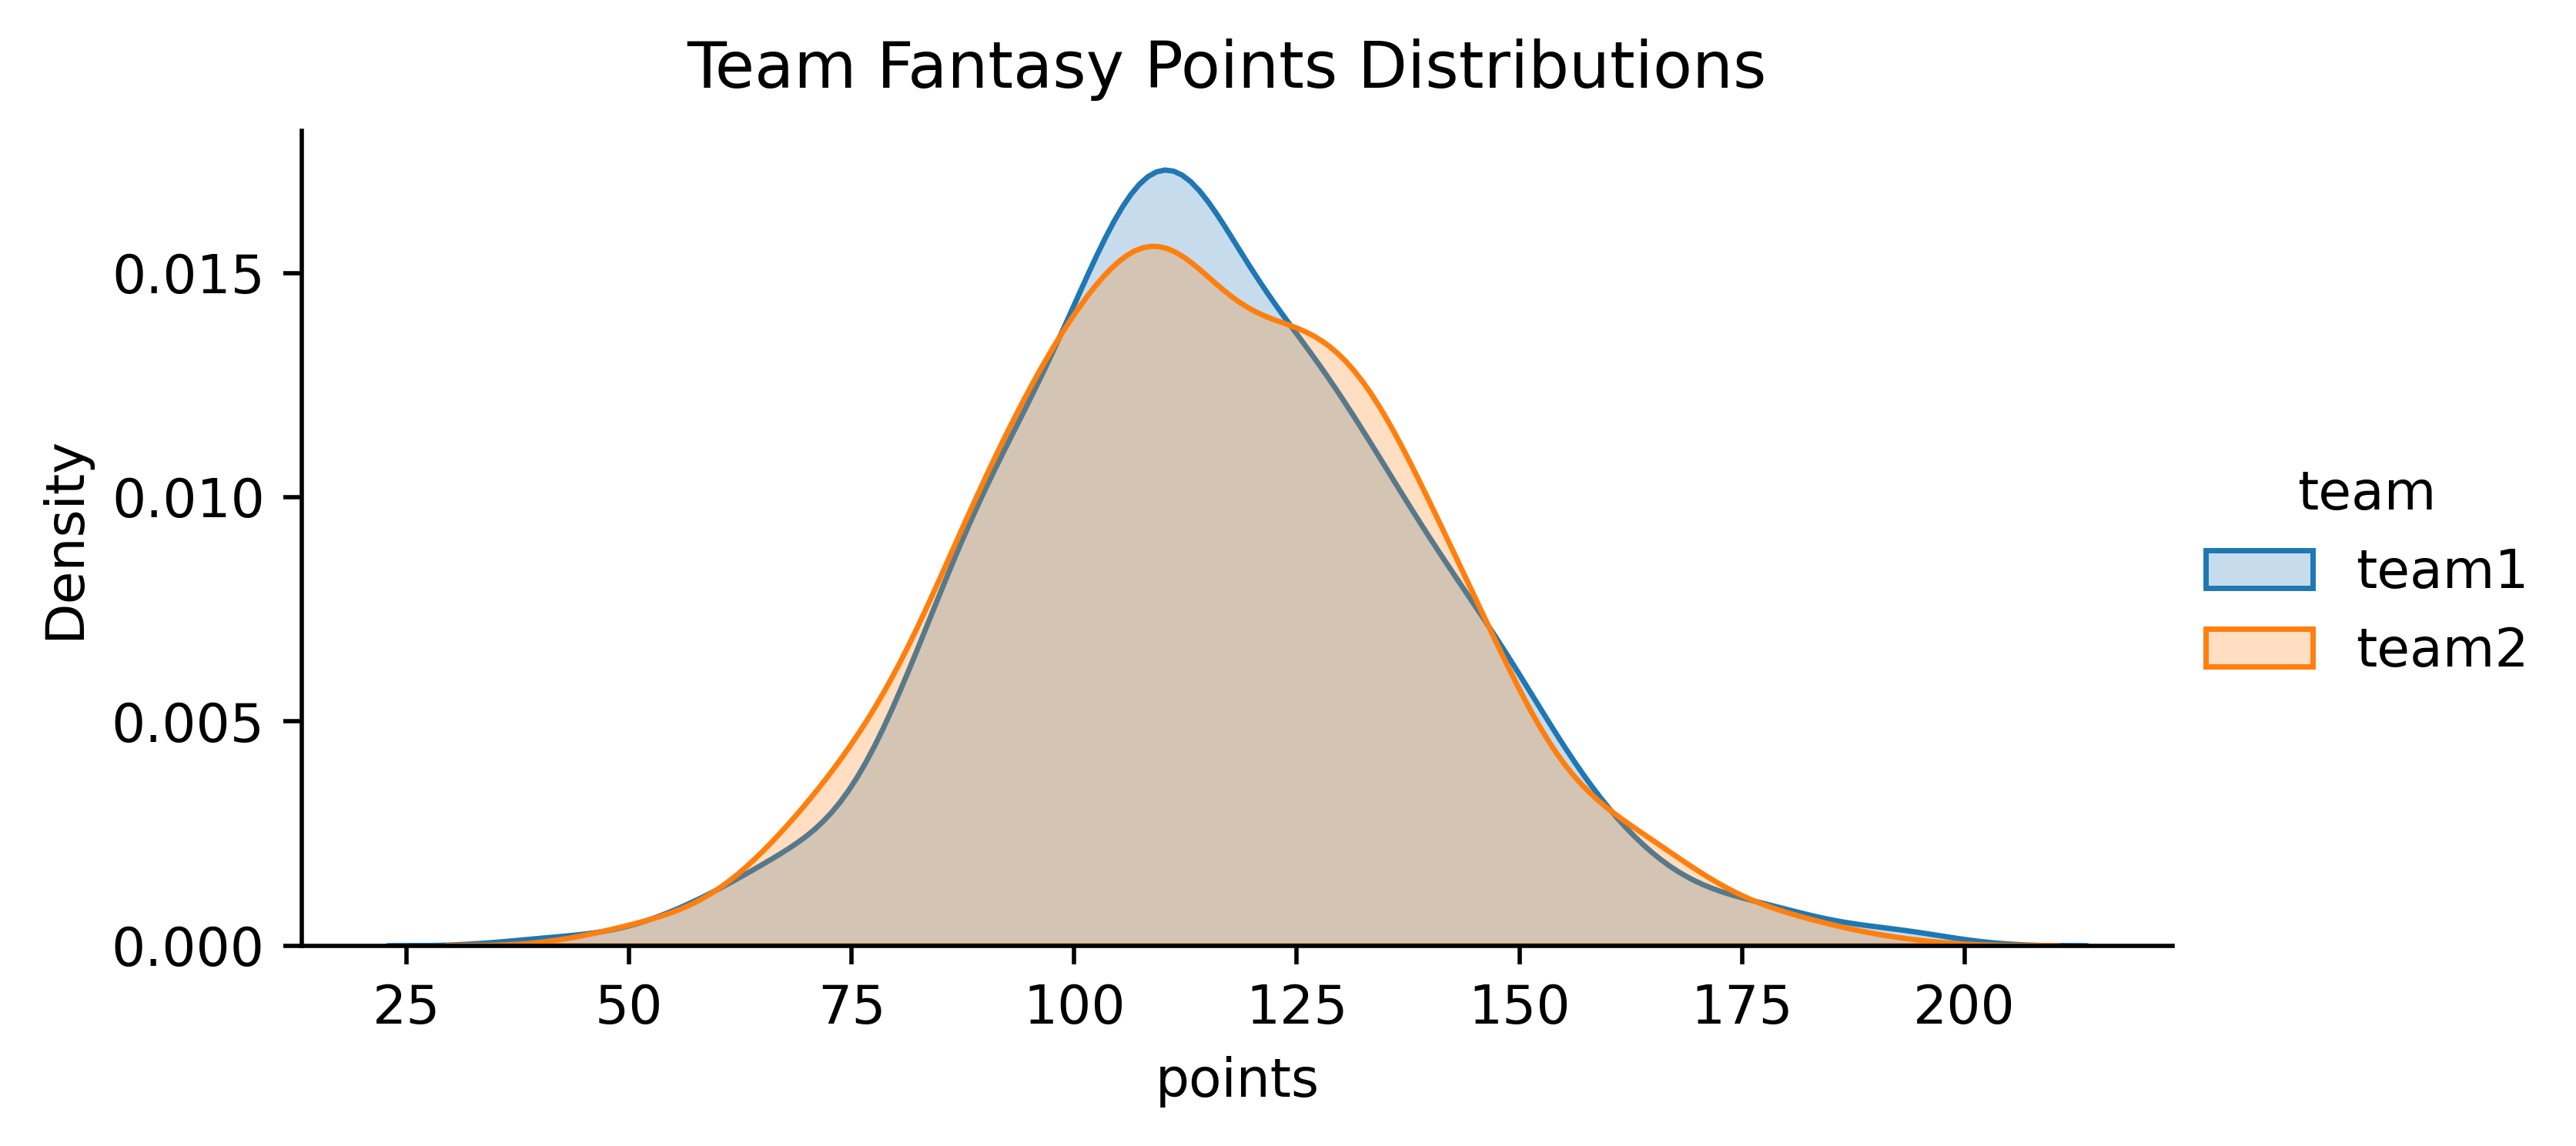 Team Fantasy Points Distributions
0.015
0.010
0.005
0.000
Density
25 50 75 100 125 150 175 200
points
team
team1
team2